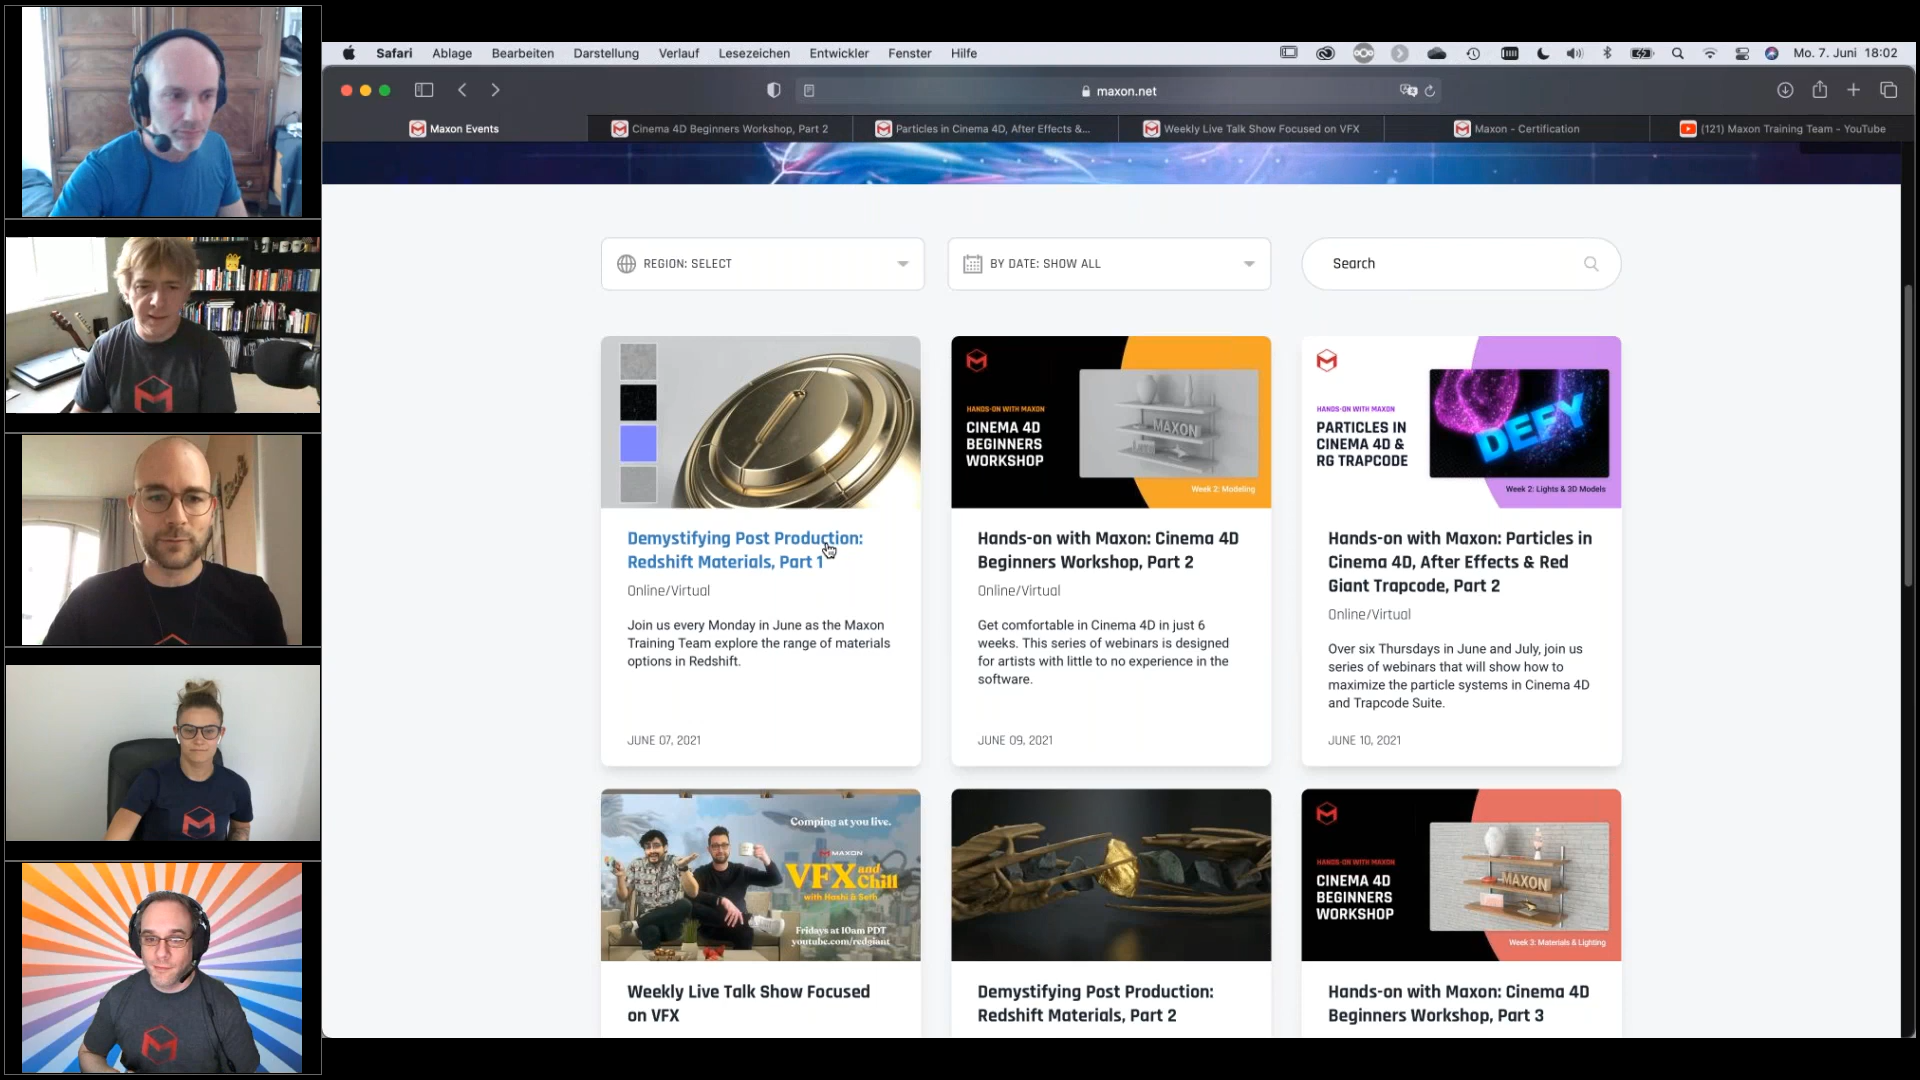 Safari Ablage Bearbeiten Darstellung Verlauf Lesezeichen Entwickler Fenster Hilfe
Mo. 7. Juni 18:02
maxon.net
Maxon Events
Cinema 4D Beginners Workshop, Part 2
Particles in Cinema 4D, After Effects &...
Weekly Live Talk Show Focused on VFX
Maxon - Certification
(121) Maxon Training Team - YouTube
REGION: SELECT
BY DATE: SHOW ALL
Search
HANDS-ON WITH MAXON
CINEMA 4D
BEGINNERS
WORKSHOP
MAXON
Week 2: Modeling
HANDS-ON WITH MAXON
PARTICLES IN
CINEMA 4D &
RG TRAPCODE
DEFY
Week 2: Lights & 3D Models
Demystifying Post Production:
Redshift Materials, Part 1
Online/Virtual
Join us every Monday in June as the Maxon
Training Team explore the range of materials
options in Redshift.
JUNE 07, 2021
Hands-on with Maxon: Cinema 4D
Beginners Workshop, Part 2
Online/Virtual
Get comfortable in Cinema 4D in just 6
weeks. This series of webinars is designed
for artists with little to no experience in the
software.
JUNE 09, 2021
Hands-on with Maxon: Particles in
Cinema 4D, After Effects & Red
Giant Trapcode, Part 2
Online/Virtual
Over six Thursdays in June and July, join us
series of webinars that will show how to
maximize the particle systems in Cinema 4D
and Trapcode Suite.
JUNE 10, 2021
Comping at you live.
MAXON
VFX and Chill
with Hashi & Seth
Fridays at 10am PDT
youtube.com/redgiant
HANDS-ON WITH MAXON
CINEMA 4D
BEGINNERS
WORKSHOP
MAXON
Week 3: Materials & Lighting
Weekly Live Talk Show Focused
on VFX
Demystifying Post Production:
Redshift Materials, Part 2
Hands-on with Maxon: Cinema 4D
Beginners Workshop, Part 3